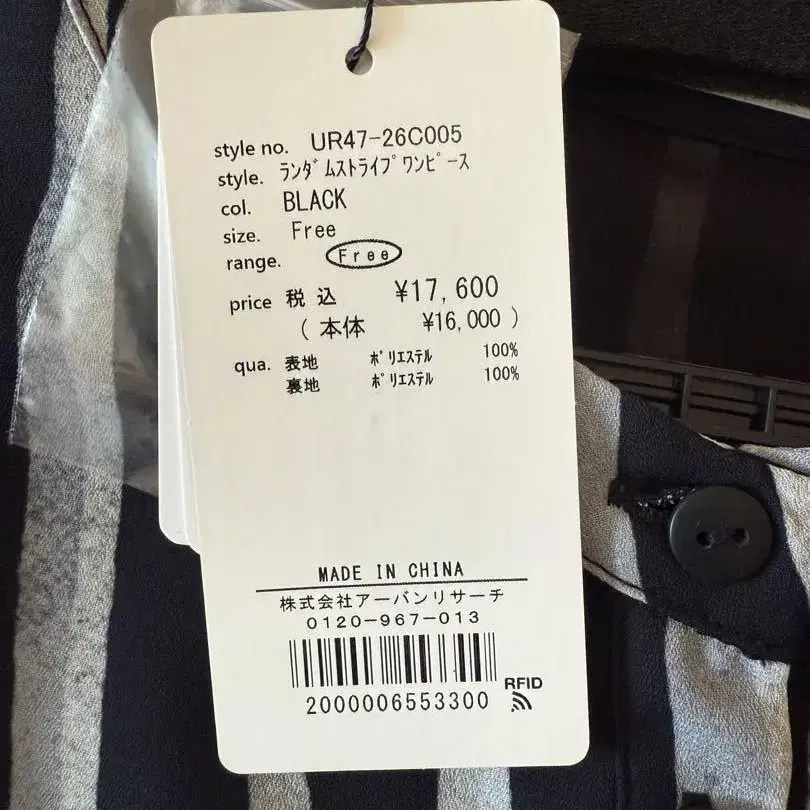 style no. UR47-26C005
style. ﾗﾝﾀﾞﾑｽﾄﾗｲﾌﾟﾜﾝﾋﾟｰｽ
col. BLACK
size. Free
range. Free
price 税込 ¥17,600
( 本体 ¥16,000 )
qua. 表地 ﾎﾟﾘｴｽﾃﾙ 100%
裏地 ﾎﾟﾘｴｽﾃﾙ 100%
MADE IN CHINA
株式会社アーバンリサーチ
0120-967-013
2000006553300
RFID